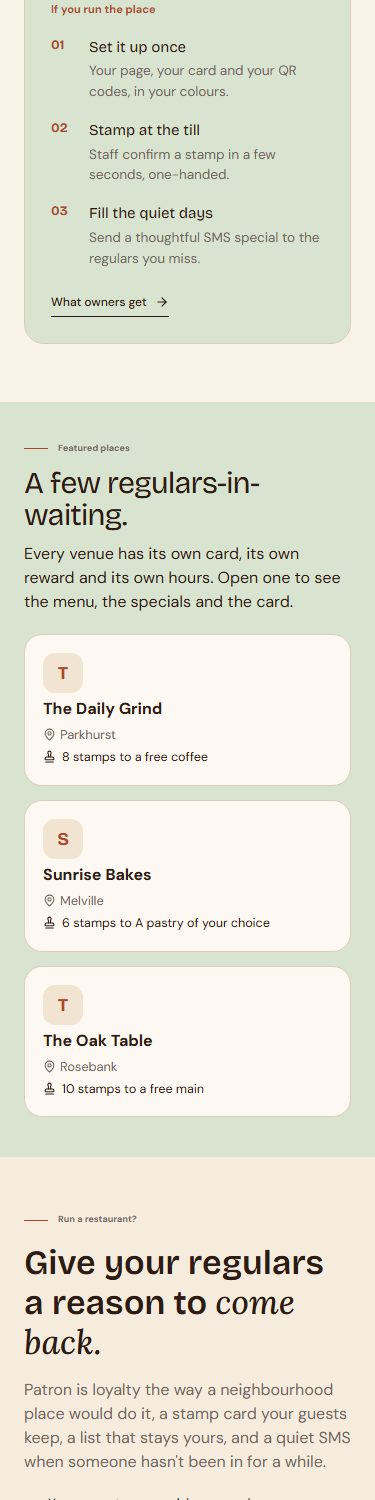 If you run the place
01
Set it up once
Your page, your card and your QR
codes, in your colours.
02
Stamp at the till
Staff confirm a stamp in a few
seconds, one-handed.
03
Fill the quiet days
Send a thoughtful SMS special to the
regulars you miss.
What owners get →
Featured places
A few regulars-in-
waiting.
Every venue has its own card, its own
reward and its own hours. Open one to see
the menu, the specials and the card.
T
The Daily Grind
Parkhurst
8 stamps to a free coffee
S
Sunrise Bakes
Melville
6 stamps to A pastry of your choice
T
The Oak Table
Rosebank
10 stamps to a free main
Run a restaurant?
Give your regulars
a reason to come
back.
Patron is loyalty the way a neighbourhood
place would do it, a stamp card your guests
keep, a list that stays yours, and a quiet SMS
when someone hasn't been in for a while.